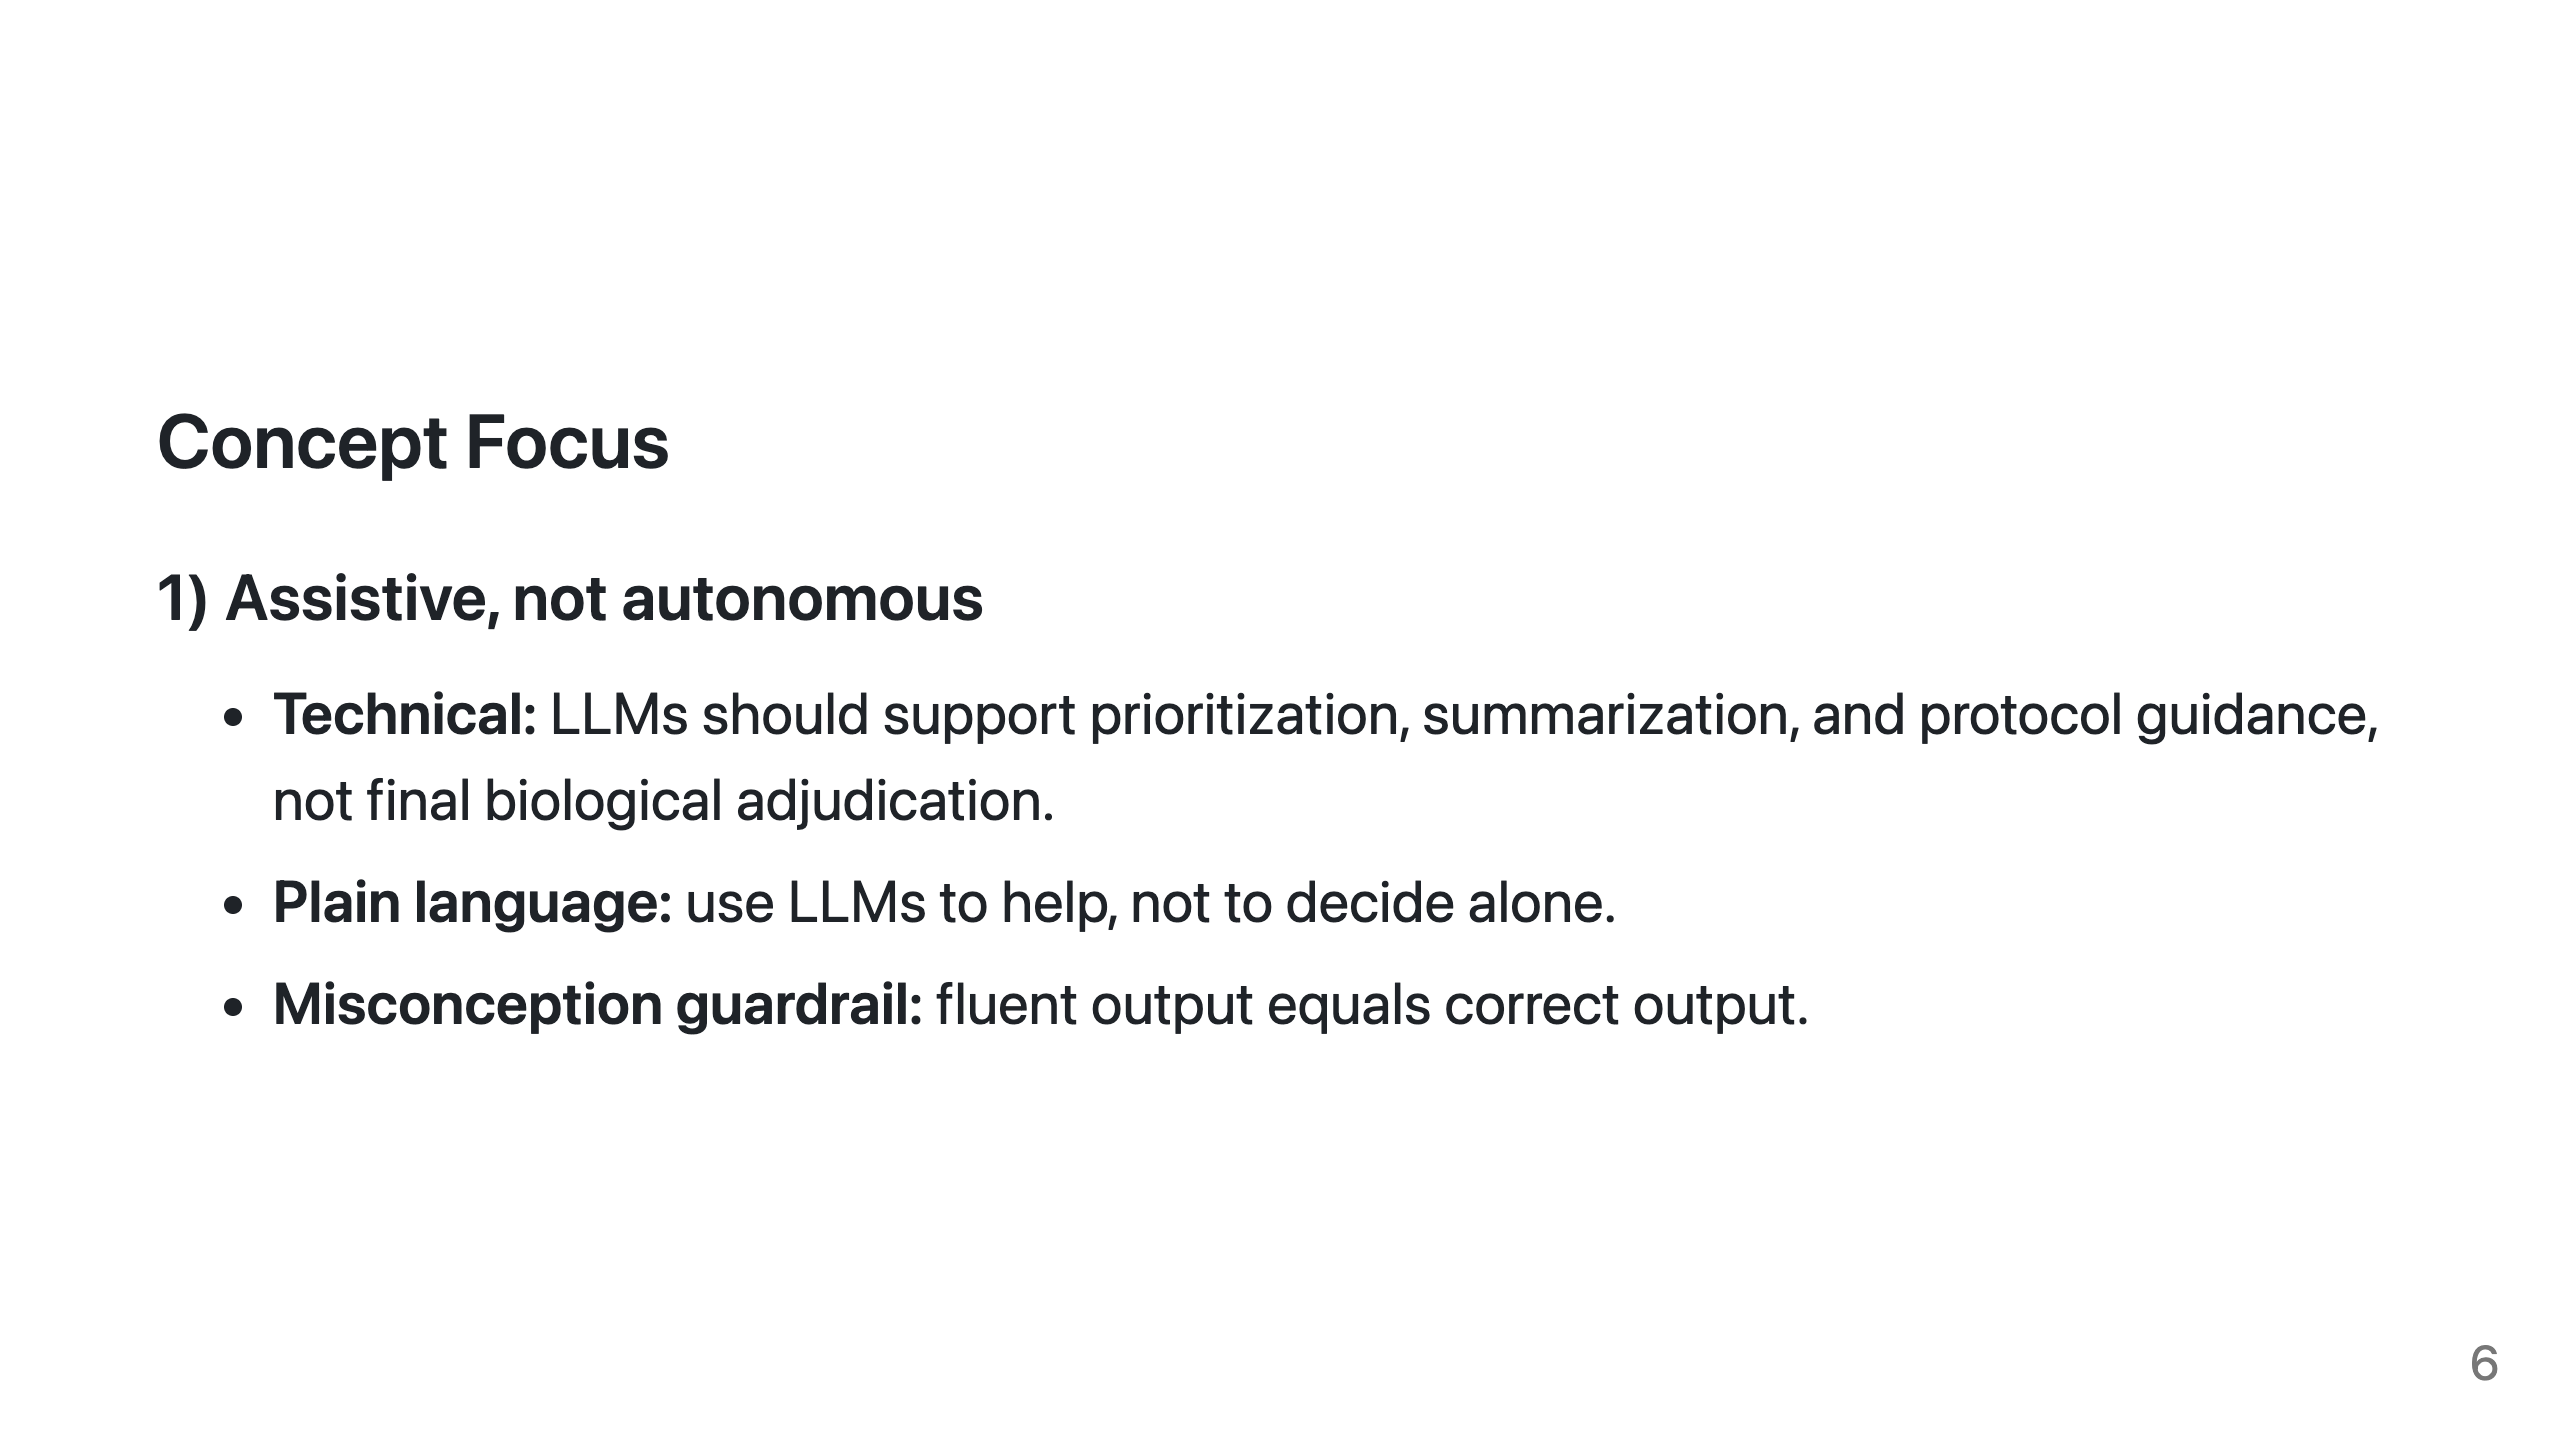 Concept Focus
1) Assistive, not autonomous
• Technical: LLMs should support prioritization, summarization, and protocol guidance,
not final biological adjudication.
• Plain language: use LLMs to help, not to decide alone.
• Misconception guardrail: fluent output equals correct output.
6